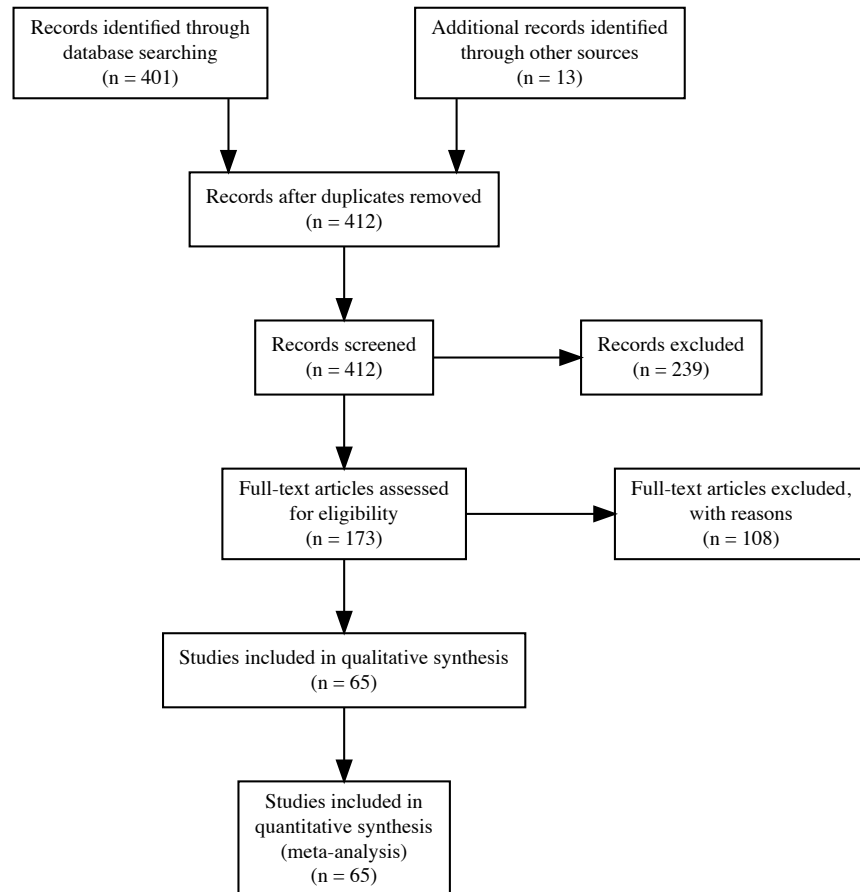 Records identified through
database searching
(n = 401)
Additional records identified
through other sources
(n = 13)
Records after duplicates removed
(n = 412)
Records screened
(n = 412)
Records excluded
(n = 239)
Full-text articles assessed
for eligibility
(n = 173)
Full-text articles excluded,
with reasons
(n = 108)
Studies included in qualitative synthesis
(n = 65)
Studies included in
quantitative synthesis
(meta-analysis)
(n = 65)